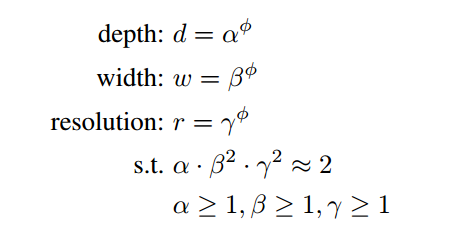 depth: d = α^ϕ
width: w = β^ϕ
resolution: r = γ^ϕ
s.t. α · β² · γ² ≈ 2
α ≥ 1, β ≥ 1, γ ≥ 1